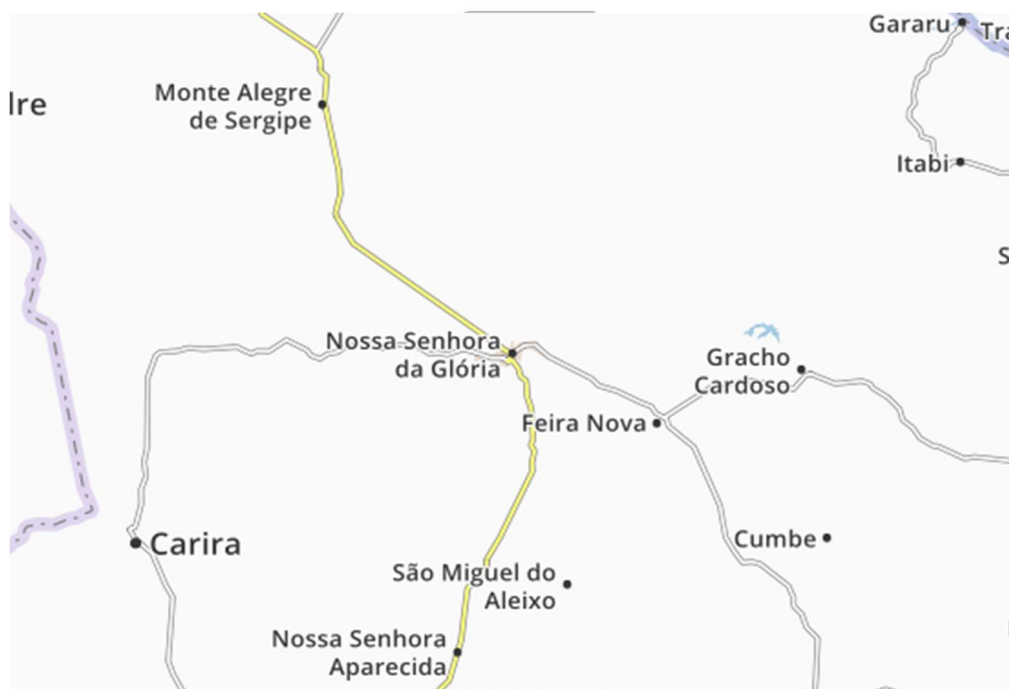 Gararu
Monte Alegre
de Sergipe
Itabi
Nossa Senhora
da Glória
Gracho
Cardoso
Feira Nova
Carira
Cumbe
São Miguel do
Aleixo
Nossa Senhora
Aparecida